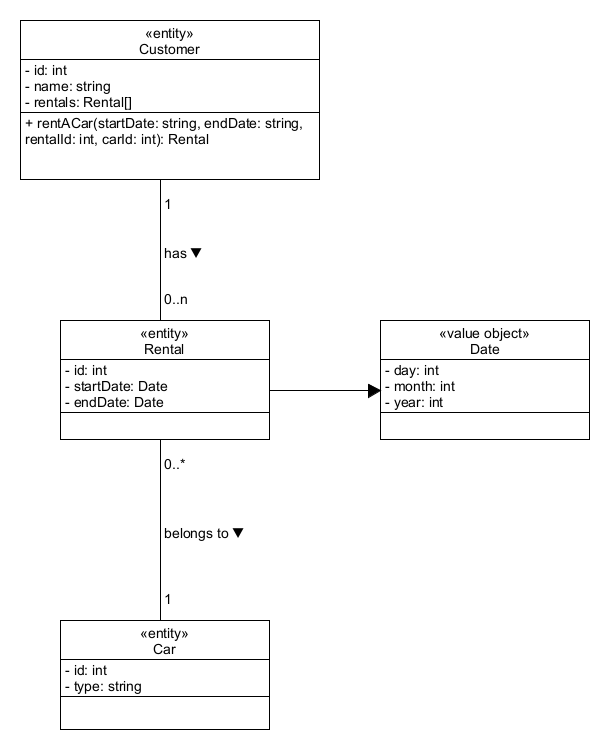 «entity»
Customer
- id: int
- name: string
- rentals: Rental[]
+ rentACar(startDate: string, endDate: string,
rentalId: int, carId: int): Rental
1
has ▼
0..n
«entity»
Rental
- id: int
- startDate: Date
- endDate: Date
«value object»
Date
- day: int
- month: int
- year: int
0..*
belongs to ▼
1
«entity»
Car
- id: int
- type: string